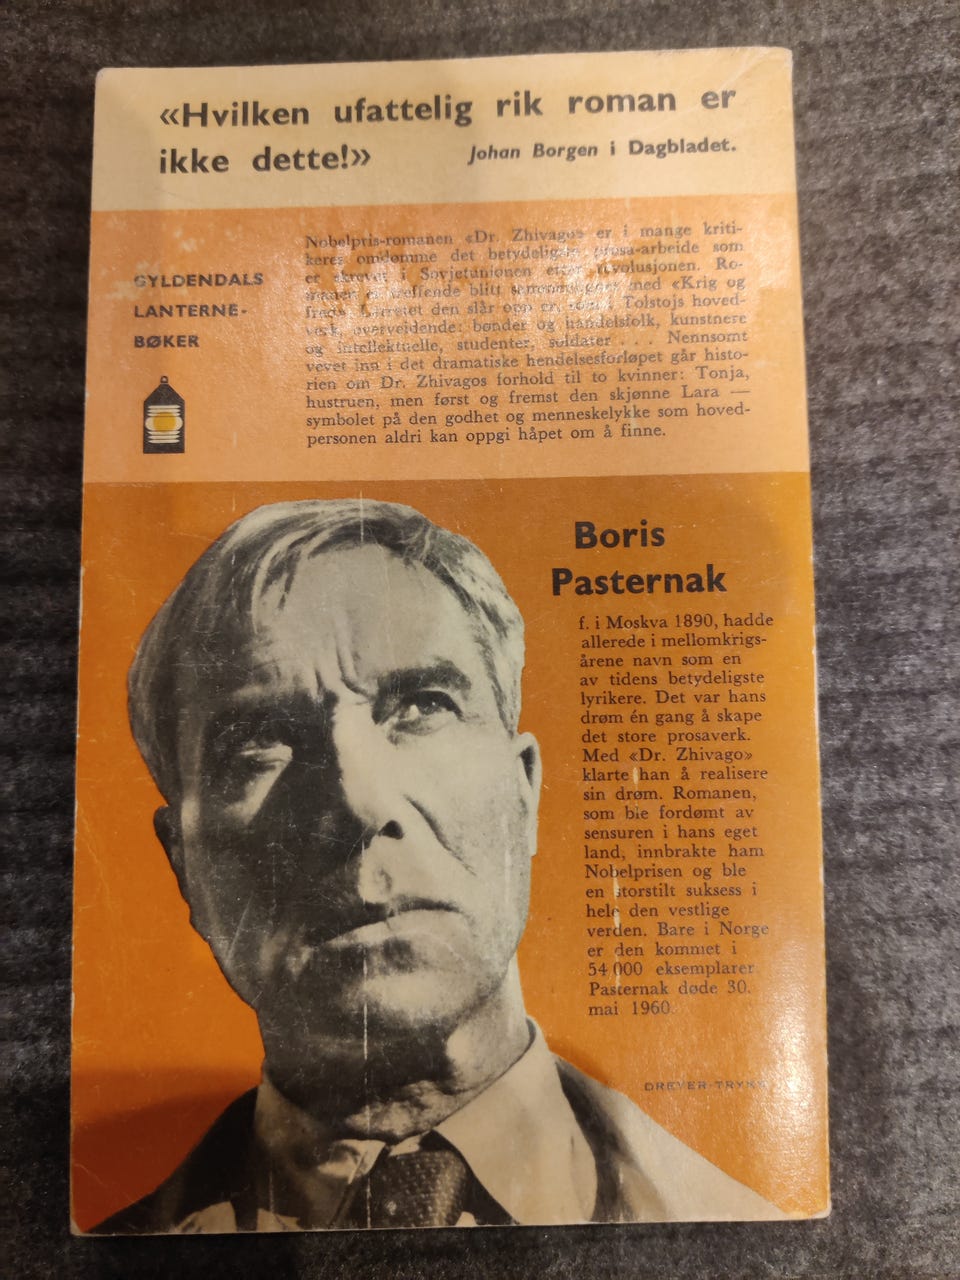 «Hvilken ufattelig rik roman er
ikke dette!»
Johan Borgen i Dagbladet.
GYLDENDALS
LANTERNE-
BØKER
Nobelpris-romanen «Dr. Zhivago» er i mange kriti-
keres omdømme det betydeligste prosa-arbeide som
er skrevet i Sovjetunionen etter revolusjonen. Ro-
manen er treffende blitt sammenlignet med «Krig og
fred». Lerretet den slår opp er som i Tolstojs hoved-
verk, overveldende: bønder og handelsfolk, kunstnere
og intellektuelle, studenter, soldater . . . Nennsomt
vevet inn i det dramatiske hendelsesforløpet går histo-
rien om Dr. Zhivagos forhold til to kvinner: Tonja,
hustruen, men først og fremst den skjønne Lara —
symbolet på den godhet og menneskelykke som hoved-
personen aldri kan oppgi håpet om å finne.
Boris
Pasternak
f. i Moskva 1890, hadde
allerede i mellomkrigs-
årene navn som en
av tidens betydeligste
lyrikere. Det var hans
drøm én gang å skape
det store prosaverk.
Med «Dr. Zhivago»
klarte han å realisere
sin drøm. Romanen,
som ble fordømt av
sensuren i hans eget
land, innbrakte ham
Nobelprisen og ble
en storstilt suksess i
hele den vestlige
verden. Bare i Norge
er den kommet i
54 000 eksemplarer
Pasternak døde 30.
mai 1960.
DREYER-TRYKK